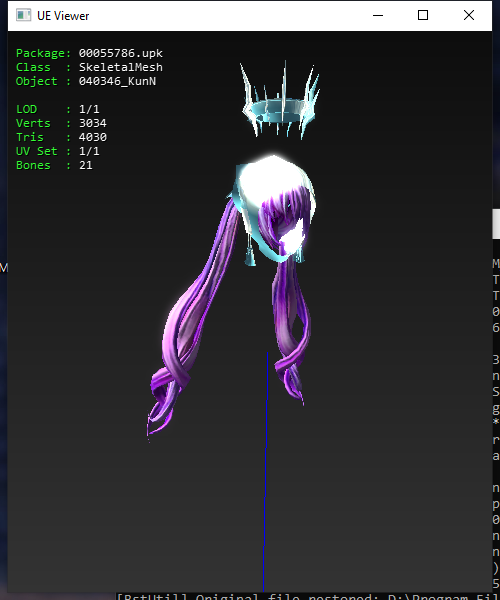 UE Viewer
Package: 00055786.upk
Class  : SkeletalMesh
Object : 040346_KunN
LOD    : 1/1
Verts  : 3034
Tris   : 4030
UV Set : 1/1
Bones  : 21
[BstUtil] Original file restored: D:\Program Fil